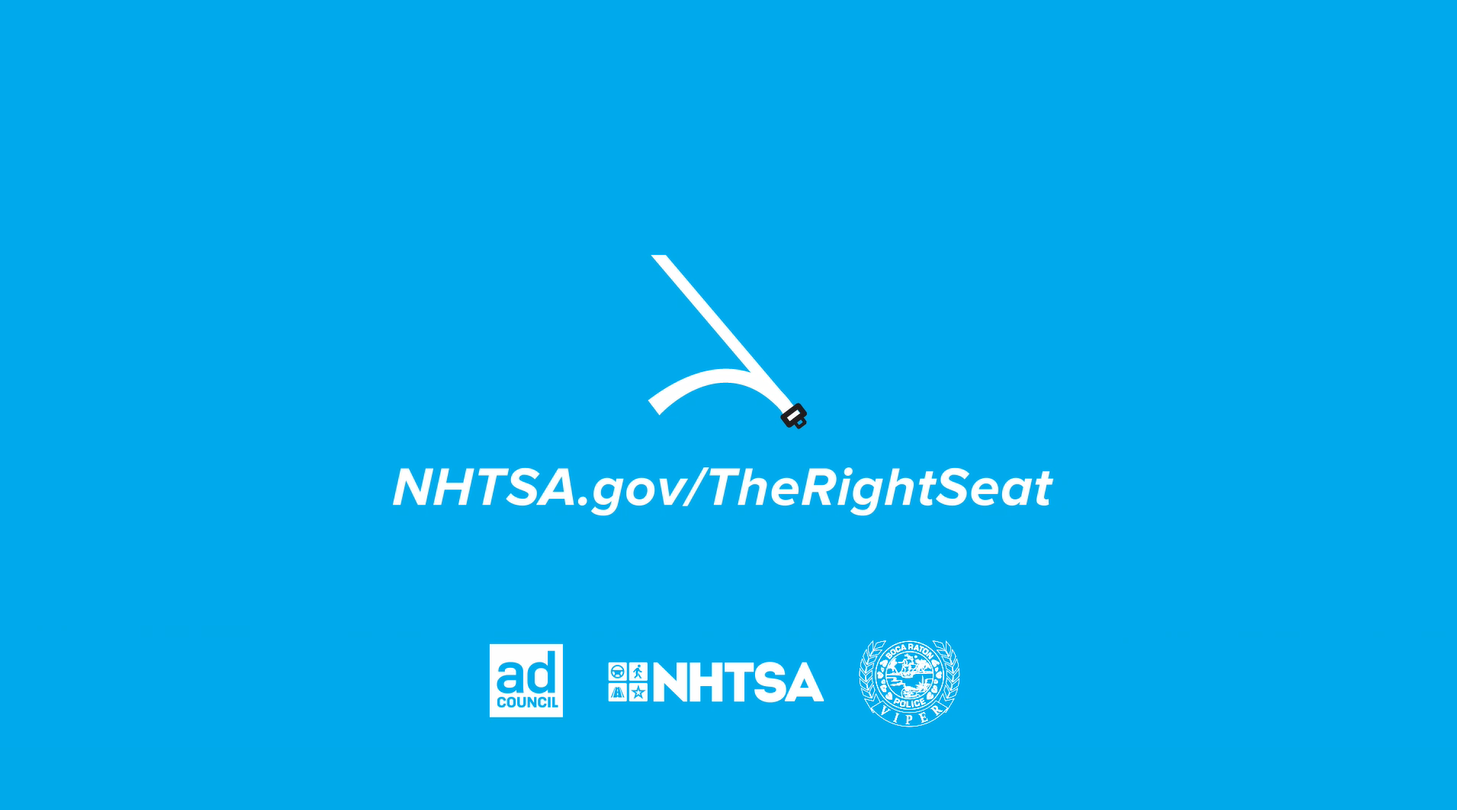 NHTSA.gov/TheRightSeat
ad
COUNCIL
NHTSA
BOCA RATON
POLICE
VIPER